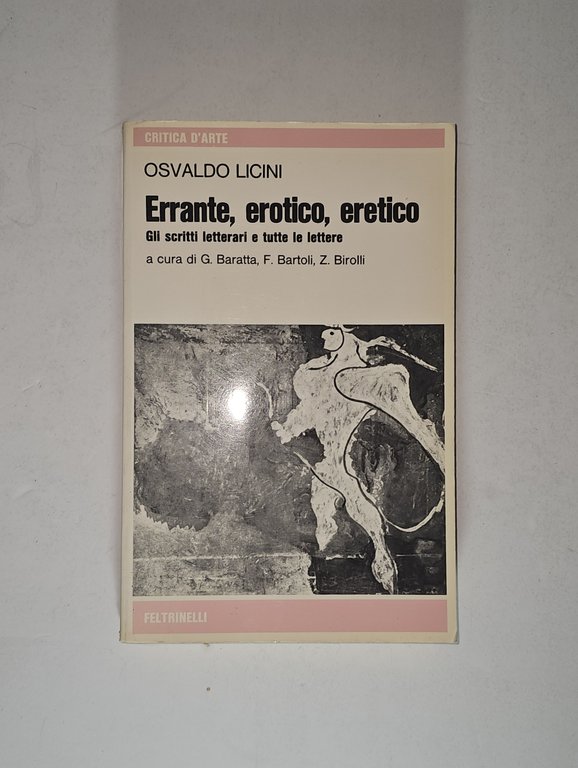 CRITICA D'ARTE
OSVALDO LICINI
Errante, erotico, eretico
Gli scritti letterari e tutte le lettere
a cura di G. Baratta, F. Bartoli, Z. Birolli
FELTRINELLI